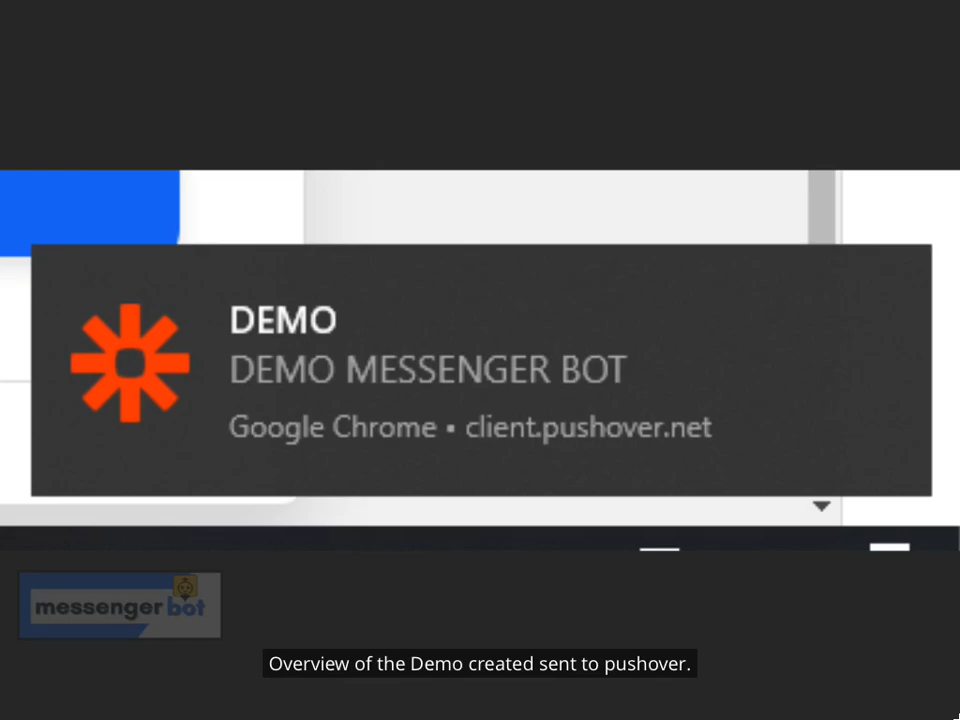 DEMO
DEMO MESSENGER BOT
Google Chrome • client.pushover.net
messenger bot
Overview of the Demo created sent to pushover.